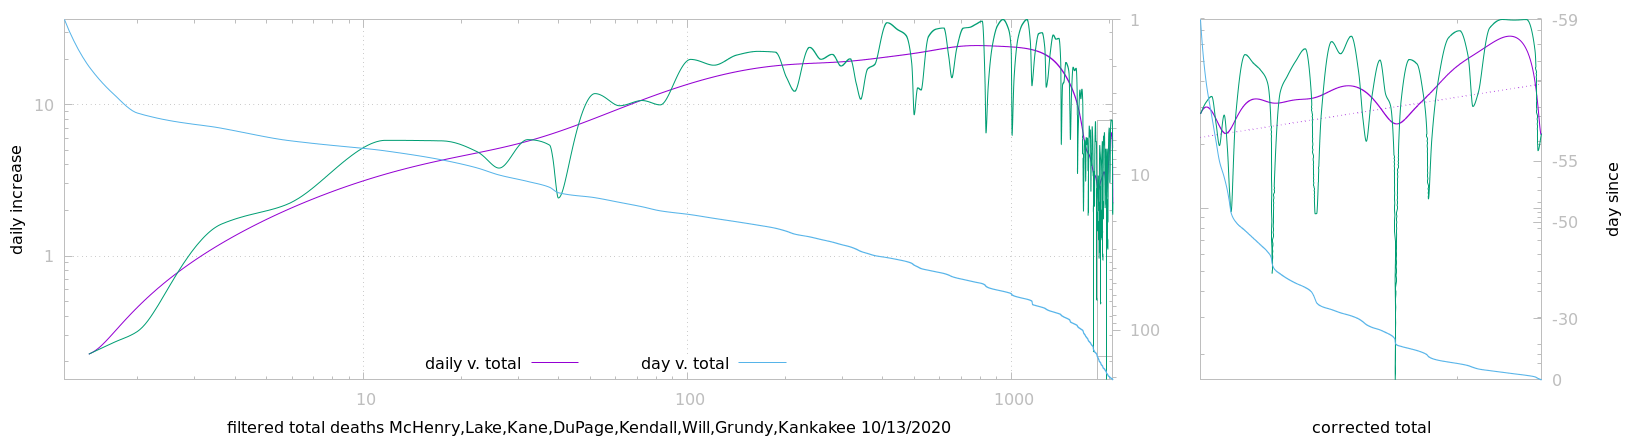 1
-59
10
daily increase
-55
day since
10
-50
1
-30
100
daily v. total
day v. total
0
10
100
1000
filtered total deaths McHenry,Lake,Kane,DuPage,Kendall,Will,Grundy,Kankakee 10/13/2020
corrected total